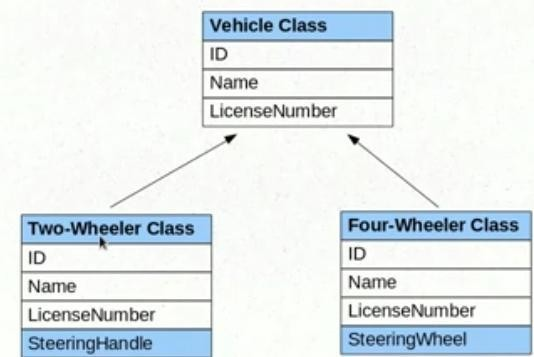 Vehicle Class
ID
Name
LicenseNumber
Two-Wheeler Class
ID
Name
LicenseNumber
SteeringHandle
Four-Wheeler Class
ID
Name
LicenseNumber
SteeringWheel